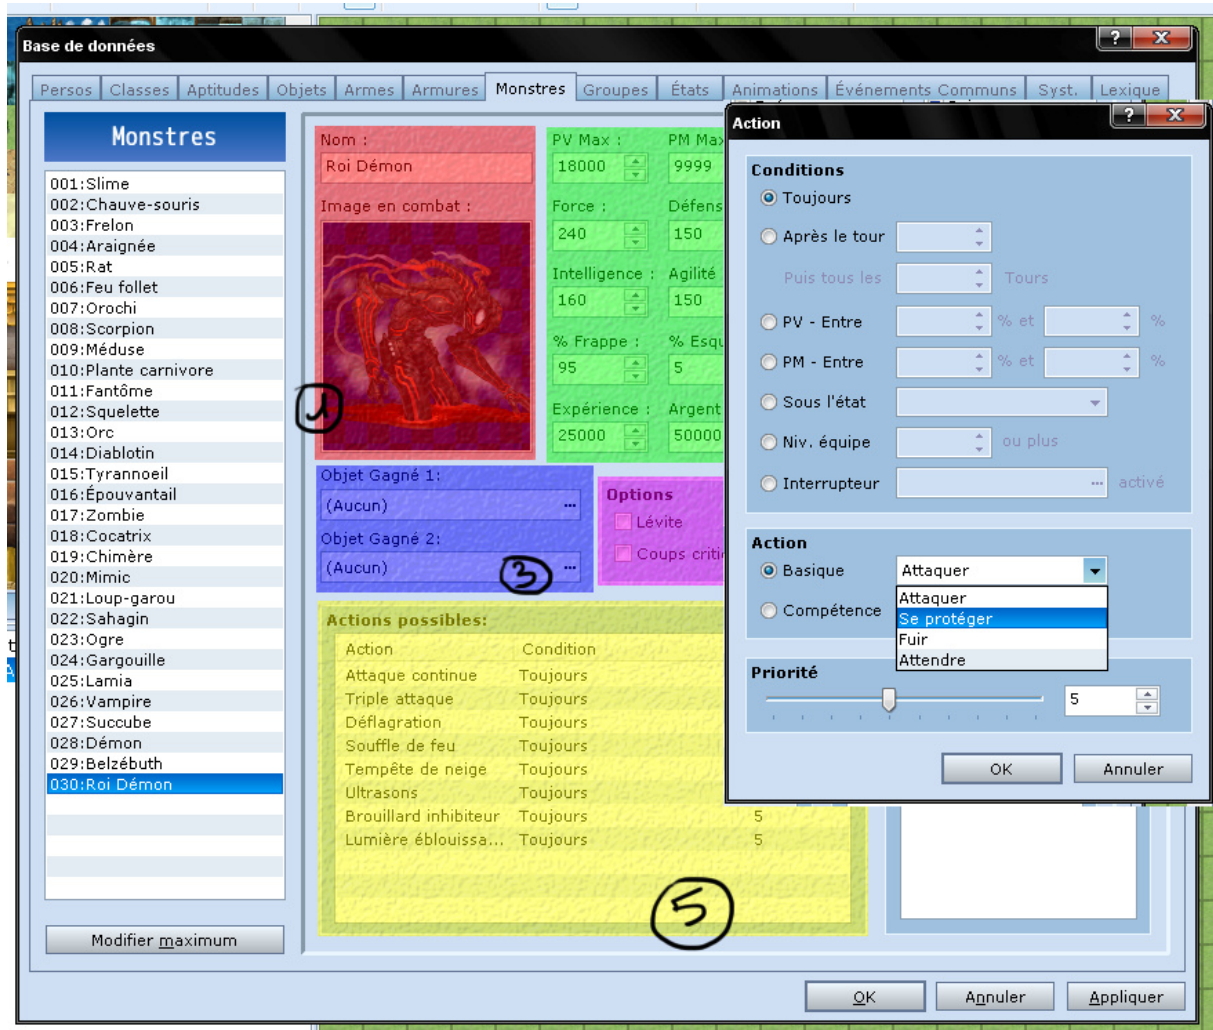 Base de données
Persos Classes Aptitudes Objets Armes Armures Monstres Groupes États Animations Événements Communs Syst. Lexique
Monstres
001:Slime
002:Chauve-souris
003:Frelon
004:Araignée
005:Rat
006:Feu follet
007:Orochi
008:Scorpion
009:Méduse
010:Plante carnivore
011:Fantôme
012:Squelette
013:Orc
014:Diablotin
015:Tyrannoeil
016:Épouvantail
017:Zombie
018:Cocatrix
019:Chimère
020:Mimic
021:Loup-garou
022:Sahagin
023:Ogre
024:Gargouille
025:Lamia
026:Vampire
027:Succube
028:Démon
029:Belzébuth
030:Roi Démon
Modifier maximum
Nom :
Roi Démon
Image en combat :
1
PV Max : PM Max
18000 9999
Force : Défens
240 150
Intelligence : Agilité
160 150
% Frappe : % Esqu
95 5
Expérience : Argent
25000 50000
Objet Gagné 1:
(Aucun) ...
Objet Gagné 2:
(Aucun) ...
3
Options
Lévite
Coups criti
Actions possibles:
Action Condition
Attaque continue Toujours
Triple attaque Toujours
Déflagration Toujours
Souffle de feu Toujours
Tempête de neige Toujours
Ultrasons Toujours
Brouillard inhibiteur Toujours 5
Lumière éblouissa... Toujours 5
5
Action
Conditions
Toujours
Après le tour
Puis tous les Tours
PV - Entre % et %
PM - Entre % et %
Sous l'état
Niv. équipe ou plus
Interrupteur ... activé
Action
Basique Attaquer
Compétence
Attaquer
Se protéger
Fuir
Attendre
Priorité
5
OK Annuler
OK Annuler Appliquer